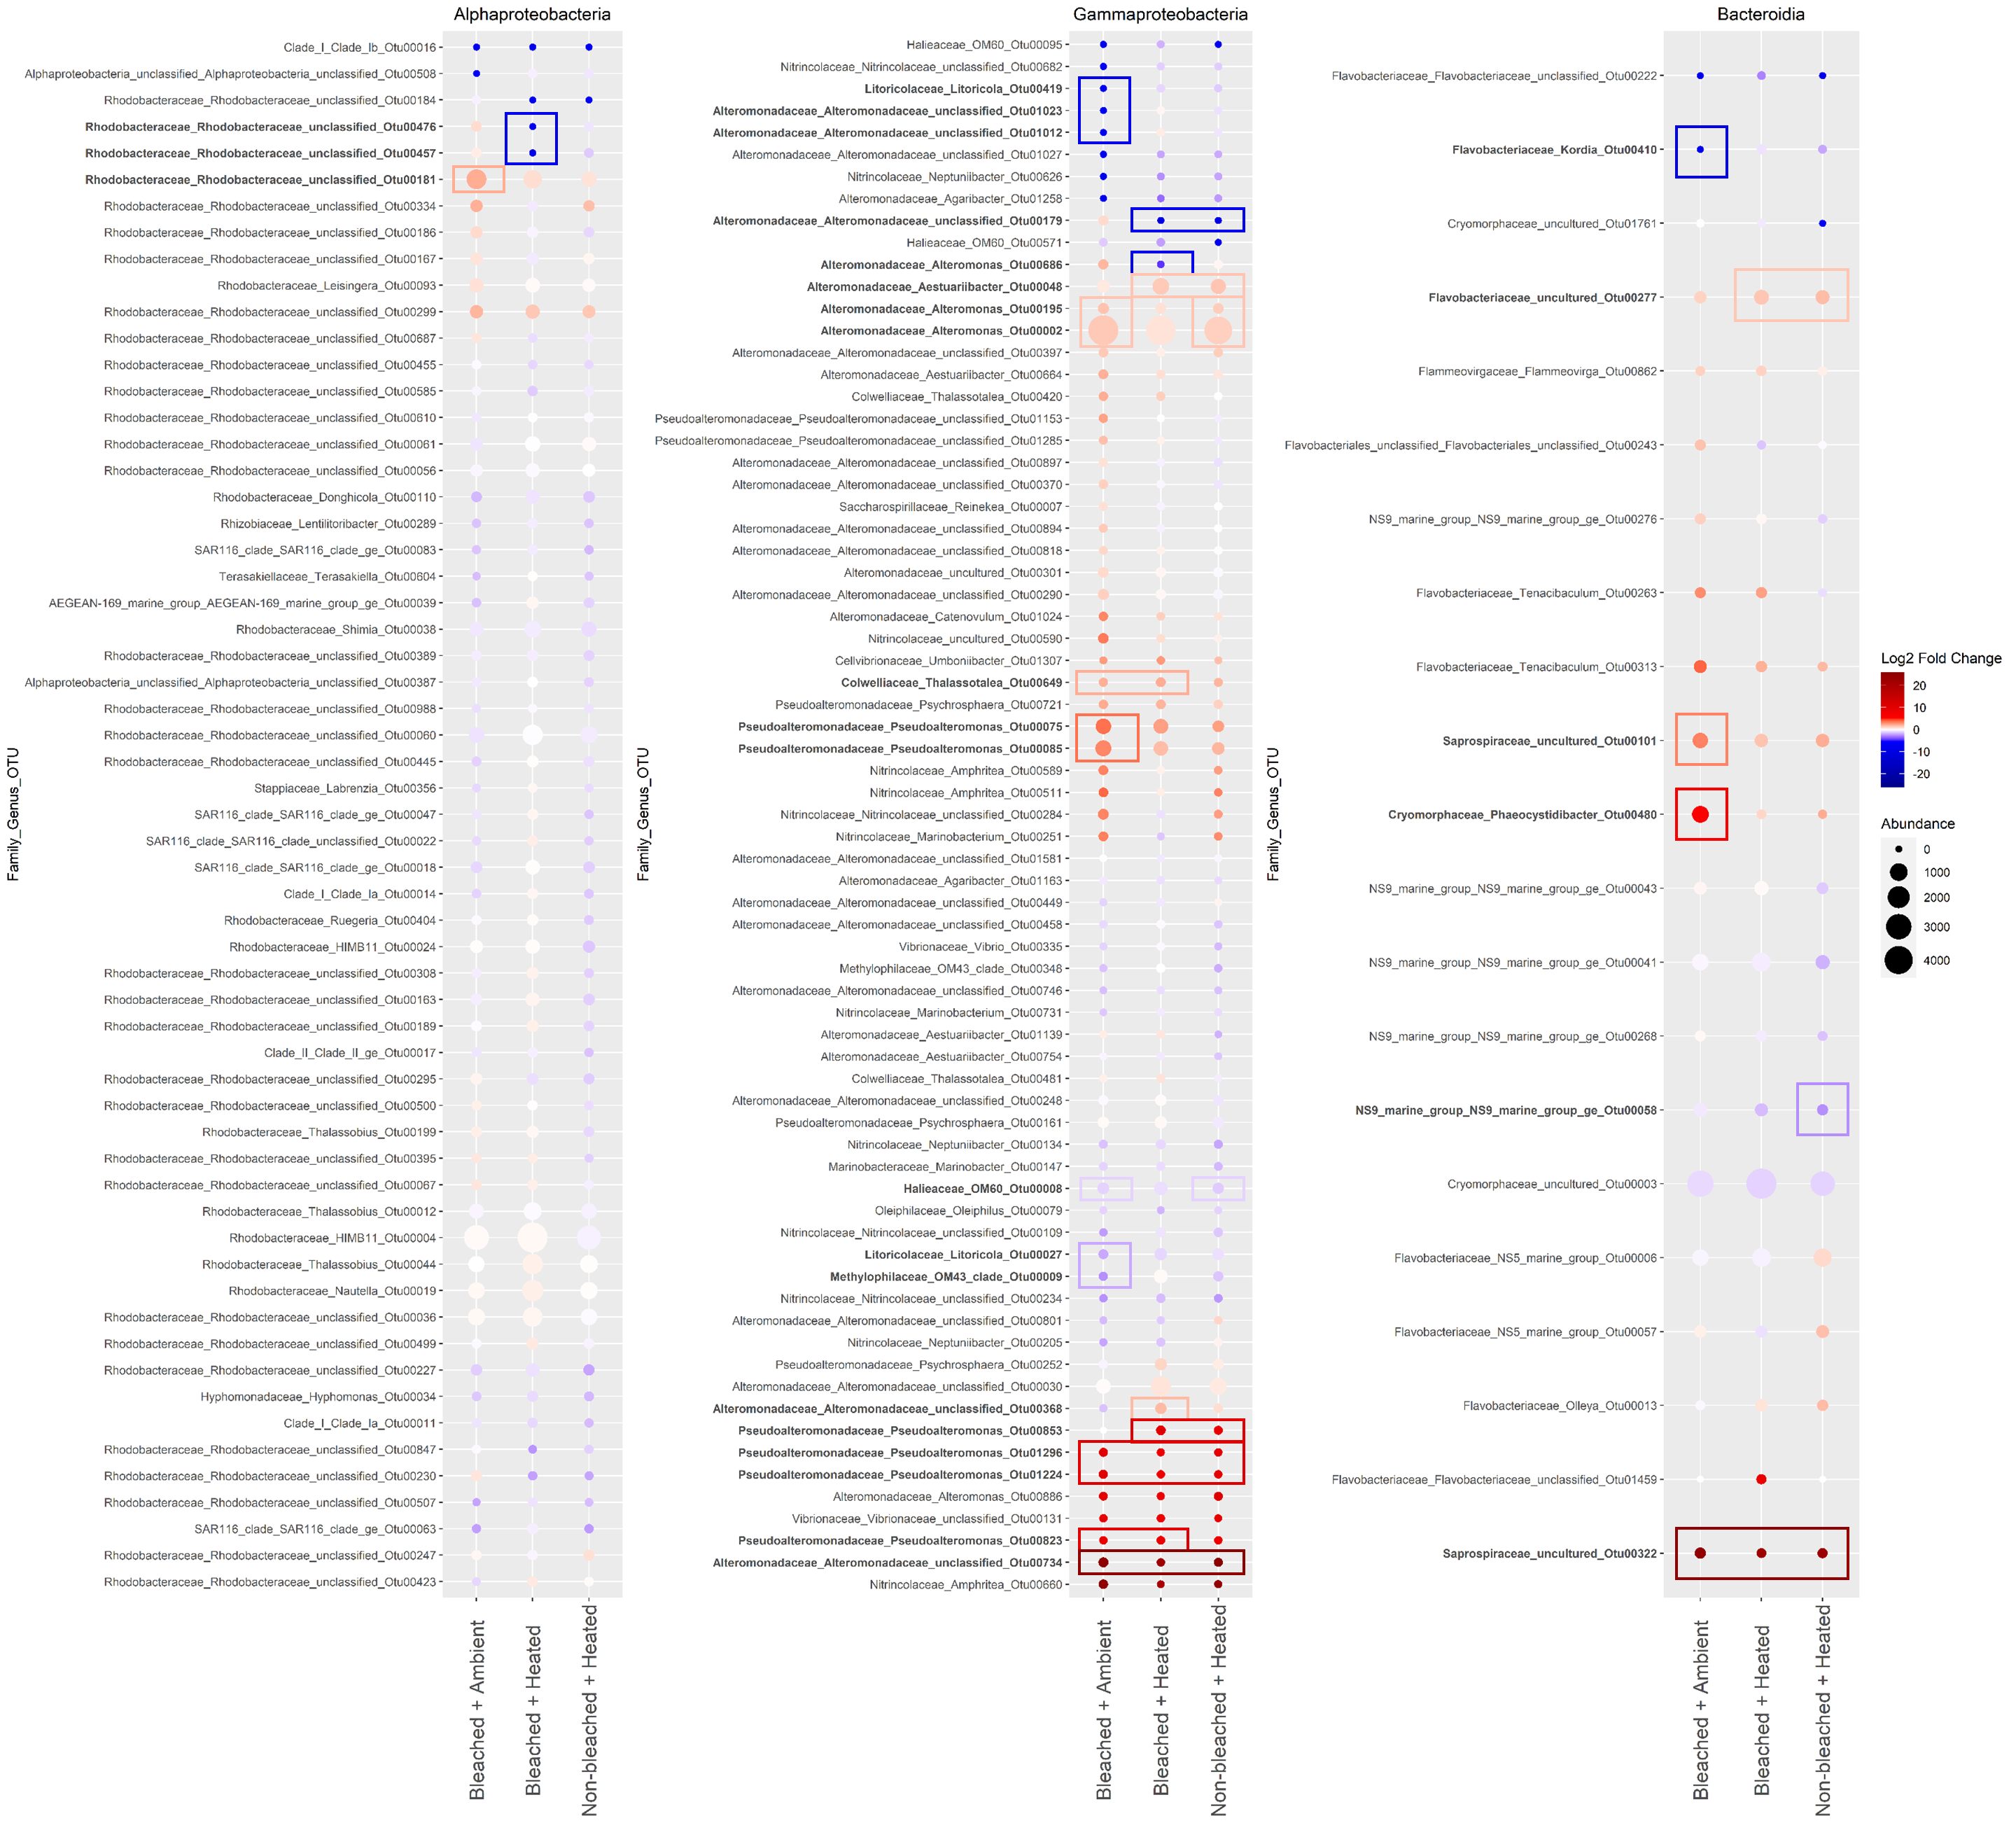 Alphaproteobacteria
Family_Genus_OTU
Clade_I_Clade_Ib_Otu00016
Alphaproteobacteria_unclassified_Alphaproteobacteria_unclassified_Otu00508
Rhodobacteraceae_Rhodobacteraceae_unclassified_Otu00184
Rhodobacteraceae_Rhodobacteraceae_unclassified_Otu00476
Rhodobacteraceae_Rhodobacteraceae_unclassified_Otu00457
Rhodobacteraceae_Rhodobacteraceae_unclassified_Otu00181
Rhodobacteraceae_Rhodobacteraceae_unclassified_Otu00334
Rhodobacteraceae_Rhodobacteraceae_unclassified_Otu00186
Rhodobacteraceae_Rhodobacteraceae_unclassified_Otu00167
Rhodobacteraceae_Leisingera_Otu00093
Rhodobacteraceae_Rhodobacteraceae_unclassified_Otu00299
Rhodobacteraceae_Rhodobacteraceae_unclassified_Otu00687
Rhodobacteraceae_Rhodobacteraceae_unclassified_Otu00455
Rhodobacteraceae_Rhodobacteraceae_unclassified_Otu00585
Rhodobacteraceae_Rhodobacteraceae_unclassified_Otu00610
Rhodobacteraceae_Rhodobacteraceae_unclassified_Otu00061
Rhodobacteraceae_Rhodobacteraceae_unclassified_Otu00056
Rhodobacteraceae_Donghicola_Otu00110
Rhizobiaceae_Lentilitoribacter_Otu00289
SAR116_clade_SAR116_clade_ge_Otu00083
Terasakiellaceae_Terasakiella_Otu00604
AEGEAN-169_marine_group_AEGEAN-169_marine_group_ge_Otu00039
Rhodobacteraceae_Shimia_Otu00038
Rhodobacteraceae_Rhodobacteraceae_unclassified_Otu00389
Alphaproteobacteria_unclassified_Alphaproteobacteria_unclassified_Otu00387
Rhodobacteraceae_Rhodobacteraceae_unclassified_Otu00988
Rhodobacteraceae_Rhodobacteraceae_unclassified_Otu00060
Rhodobacteraceae_Rhodobacteraceae_unclassified_Otu00445
Stappiaceae_Labrenzia_Otu00356
SAR116_clade_SAR116_clade_ge_Otu00047
SAR116_clade_SAR116_clade_unclassified_Otu00022
SAR116_clade_SAR116_clade_ge_Otu00018
Clade_I_Clade_Ia_Otu00014
Rhodobacteraceae_Ruegeria_Otu00404
Rhodobacteraceae_HIMB11_Otu00024
Rhodobacteraceae_Rhodobacteraceae_unclassified_Otu00308
Rhodobacteraceae_Rhodobacteraceae_unclassified_Otu00163
Rhodobacteraceae_Rhodobacteraceae_unclassified_Otu00189
Clade_II_Clade_II_ge_Otu00017
Rhodobacteraceae_Rhodobacteraceae_unclassified_Otu00295
Rhodobacteraceae_Rhodobacteraceae_unclassified_Otu00500
Rhodobacteraceae_Thalassobius_Otu00199
Rhodobacteraceae_Rhodobacteraceae_unclassified_Otu00395
Rhodobacteraceae_Rhodobacteraceae_unclassified_Otu00067
Rhodobacteraceae_Thalassobius_Otu00012
Rhodobacteraceae_HIMB11_Otu00004
Rhodobacteraceae_Thalassobius_Otu00044
Rhodobacteraceae_Nautella_Otu00019
Rhodobacteraceae_Rhodobacteraceae_unclassified_Otu00036
Rhodobacteraceae_Rhodobacteraceae_unclassified_Otu00499
Rhodobacteraceae_Rhodobacteraceae_unclassified_Otu00227
Hyphomonadaceae_Hyphomonas_Otu00034
Clade_I_Clade_Ia_Otu00011
Rhodobacteraceae_Rhodobacteraceae_unclassified_Otu00847
Rhodobacteraceae_Rhodobacteraceae_unclassified_Otu00230
Rhodobacteraceae_Rhodobacteraceae_unclassified_Otu00507
SAR116_clade_SAR116_clade_ge_Otu00063
Rhodobacteraceae_Rhodobacteraceae_unclassified_Otu00247
Rhodobacteraceae_Rhodobacteraceae_unclassified_Otu00423
Bleached + Ambient
Bleached + Heated
Non-bleached + Heated
Gammaproteobacteria
Family_Genus_OTU
Halieaceae_OM60_Otu00095
Nitrincolaceae_Nitrincolaceae_unclassified_Otu00682
Litoricolaceae_Litoricola_Otu00419
Alteromonadaceae_Alteromonadaceae_unclassified_Otu01023
Alteromonadaceae_Alteromonadaceae_unclassified_Otu01012
Alteromonadaceae_Alteromonadaceae_unclassified_Otu01027
Nitrincolaceae_Neptuniibacter_Otu00626
Alteromonadaceae_Agaribacter_Otu01258
Alteromonadaceae_Alteromonadaceae_unclassified_Otu00179
Halieaceae_OM60_Otu00571
Alteromonadaceae_Alteromonas_Otu00686
Alteromonadaceae_Aestuariibacter_Otu00048
Alteromonadaceae_Alteromonas_Otu00195
Alteromonadaceae_Alteromonas_Otu00002
Alteromonadaceae_Alteromonadaceae_unclassified_Otu00397
Alteromonadaceae_Aestuariibacter_Otu00664
Colwelliaceae_Thalassotalea_Otu00420
Pseudoalteromonadaceae_Pseudoalteromonadaceae_unclassified_Otu01153
Pseudoalteromonadaceae_Pseudoalteromonadaceae_unclassified_Otu01285
Alteromonadaceae_Alteromonadaceae_unclassified_Otu00897
Alteromonadaceae_Alteromonadaceae_unclassified_Otu00370
Saccharospirillaceae_Reinekea_Otu00007
Alteromonadaceae_Alteromonadaceae_unclassified_Otu00894
Alteromonadaceae_Alteromonadaceae_unclassified_Otu00818
Alteromonadaceae_uncultured_Otu00301
Alteromonadaceae_Alteromonadaceae_unclassified_Otu00290
Alteromonadaceae_Catenovulum_Otu01024
Nitrincolaceae_uncultured_Otu00590
Cellvibrionaceae_Umboniibacter_Otu01307
Colwelliaceae_Thalassotalea_Otu00649
Pseudoalteromonadaceae_Psychrosphaera_Otu00721
Pseudoalteromonadaceae_Pseudoalteromonas_Otu00075
Pseudoalteromonadaceae_Pseudoalteromonas_Otu00085
Nitrincolaceae_Amphritea_Otu00589
Nitrincolaceae_Amphritea_Otu00511
Nitrincolaceae_Nitrincolaceae_unclassified_Otu00284
Nitrincolaceae_Marinobacterium_Otu00251
Alteromonadaceae_Alteromonadaceae_unclassified_Otu01581
Alteromonadaceae_Agaribacter_Otu01163
Alteromonadaceae_Alteromonadaceae_unclassified_Otu00449
Alteromonadaceae_Alteromonadaceae_unclassified_Otu00458
Vibrionaceae_Vibrio_Otu00335
Methylophilaceae_OM43_clade_Otu00348
Alteromonadaceae_Alteromonadaceae_unclassified_Otu00746
Nitrincolaceae_Marinobacterium_Otu00731
Alteromonadaceae_Aestuariibacter_Otu01139
Alteromonadaceae_Aestuariibacter_Otu00754
Colwelliaceae_Thalassotalea_Otu00481
Alteromonadaceae_Alteromonadaceae_unclassified_Otu00248
Pseudoalteromonadaceae_Psychrosphaera_Otu00161
Nitrincolaceae_Neptuniibacter_Otu00134
Marinobacteraceae_Marinobacter_Otu00147
Halieaceae_OM60_Otu00008
Oleiphilaceae_Oleiphilus_Otu00079
Nitrincolaceae_Nitrincolaceae_unclassified_Otu00109
Litoricolaceae_Litoricola_Otu00027
Methylophilaceae_OM43_clade_Otu00009
Nitrincolaceae_Nitrincolaceae_unclassified_Otu00234
Alteromonadaceae_Alteromonadaceae_unclassified_Otu00801
Nitrincolaceae_Neptuniibacter_Otu00205
Pseudoalteromonadaceae_Psychrosphaera_Otu00252
Alteromonadaceae_Alteromonadaceae_unclassified_Otu00030
Alteromonadaceae_Alteromonadaceae_unclassified_Otu00368
Pseudoalteromonadaceae_Pseudoalteromonas_Otu00853
Pseudoalteromonadaceae_Pseudoalteromonas_Otu01296
Pseudoalteromonadaceae_Pseudoalteromonas_Otu01224
Alteromonadaceae_Alteromonas_Otu00886
Vibrionaceae_Vibrionaceae_unclassified_Otu00131
Pseudoalteromonadaceae_Pseudoalteromonas_Otu00823
Alteromonadaceae_Alteromonadaceae_unclassified_Otu00734
Nitrincolaceae_Amphritea_Otu00660
Bleached + Ambient
Bleached + Heated
Non-bleached + Heated
Bacteroidia
Family_Genus_OTU
Flavobacteriaceae_Flavobacteriaceae_unclassified_Otu00222
Flavobacteriaceae_Kordia_Otu00410
Cryomorphaceae_uncultured_Otu01761
Flavobacteriaceae_uncultured_Otu00277
Flammeovirgaceae_Flammeovirga_Otu00862
Flavobacteriales_unclassified_Flavobacteriales_unclassified_Otu00243
NS9_marine_group_NS9_marine_group_ge_Otu00276
Flavobacteriaceae_Tenacibaculum_Otu00263
Flavobacteriaceae_Tenacibaculum_Otu00313
Saprospiraceae_uncultured_Otu00101
Cryomorphaceae_Phaeocystidibacter_Otu00480
NS9_marine_group_NS9_marine_group_ge_Otu00043
NS9_marine_group_NS9_marine_group_ge_Otu00041
NS9_marine_group_NS9_marine_group_ge_Otu00268
NS9_marine_group_NS9_marine_group_ge_Otu00058
Cryomorphaceae_uncultured_Otu00003
Flavobacteriaceae_NS5_marine_group_Otu00006
Flavobacteriaceae_NS5_marine_group_Otu00057
Flavobacteriaceae_Olleya_Otu00013
Flavobacteriaceae_Flavobacteriaceae_unclassified_Otu01459
Saprospiraceae_uncultured_Otu00322
Bleached + Ambient
Bleached + Heated
Non-bleached + Heated
Log2 Fold Change
20
10
0
-10
-20
Abundance
0
1000
2000
3000
4000